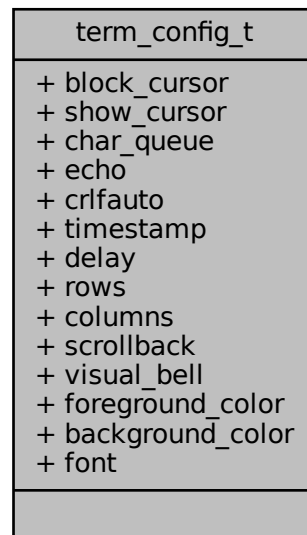 term_config_t
+ block_cursor
+ show_cursor
+ char_queue
+ echo
+ crlfauto
+ timestamp
+ delay
+ rows
+ columns
+ scrollback
+ visual_bell
+ foreground_color
+ background_color
+ font